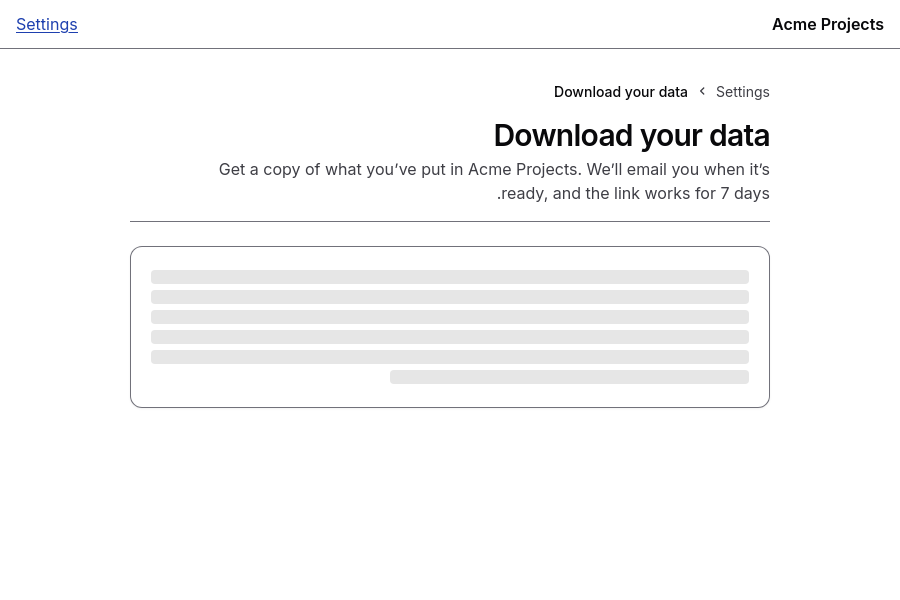 Acme Projects
Settings
Settings
Download your data
Download your data
Get a copy of what you’ve put in Acme Projects. We’ll email you when it’s
ready, and the link works for 7 days.